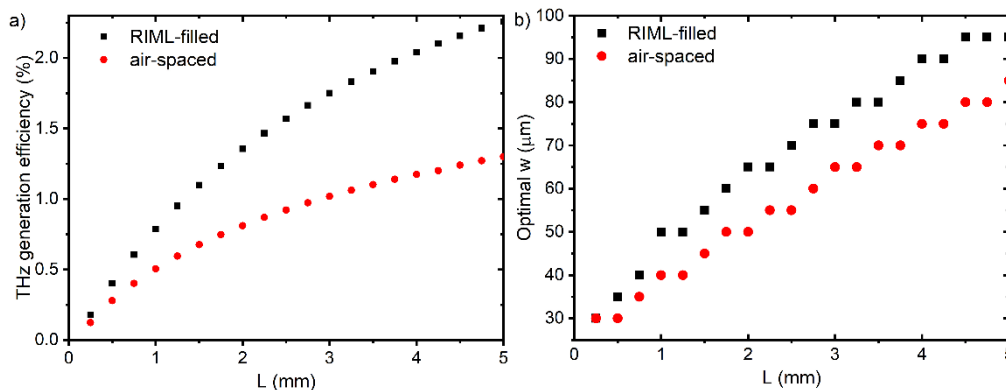 a)
RIML-filled
air-spaced
THz generation efficiency (%)
2.0
1.5
1.0
0.5
0.0
0 1 2 3 4 5
L (mm)
b)
RIML-filled
air-spaced
Optimal w (μm)
100
90
80
70
60
50
40
30
0 1 2 3 4
L (mm)